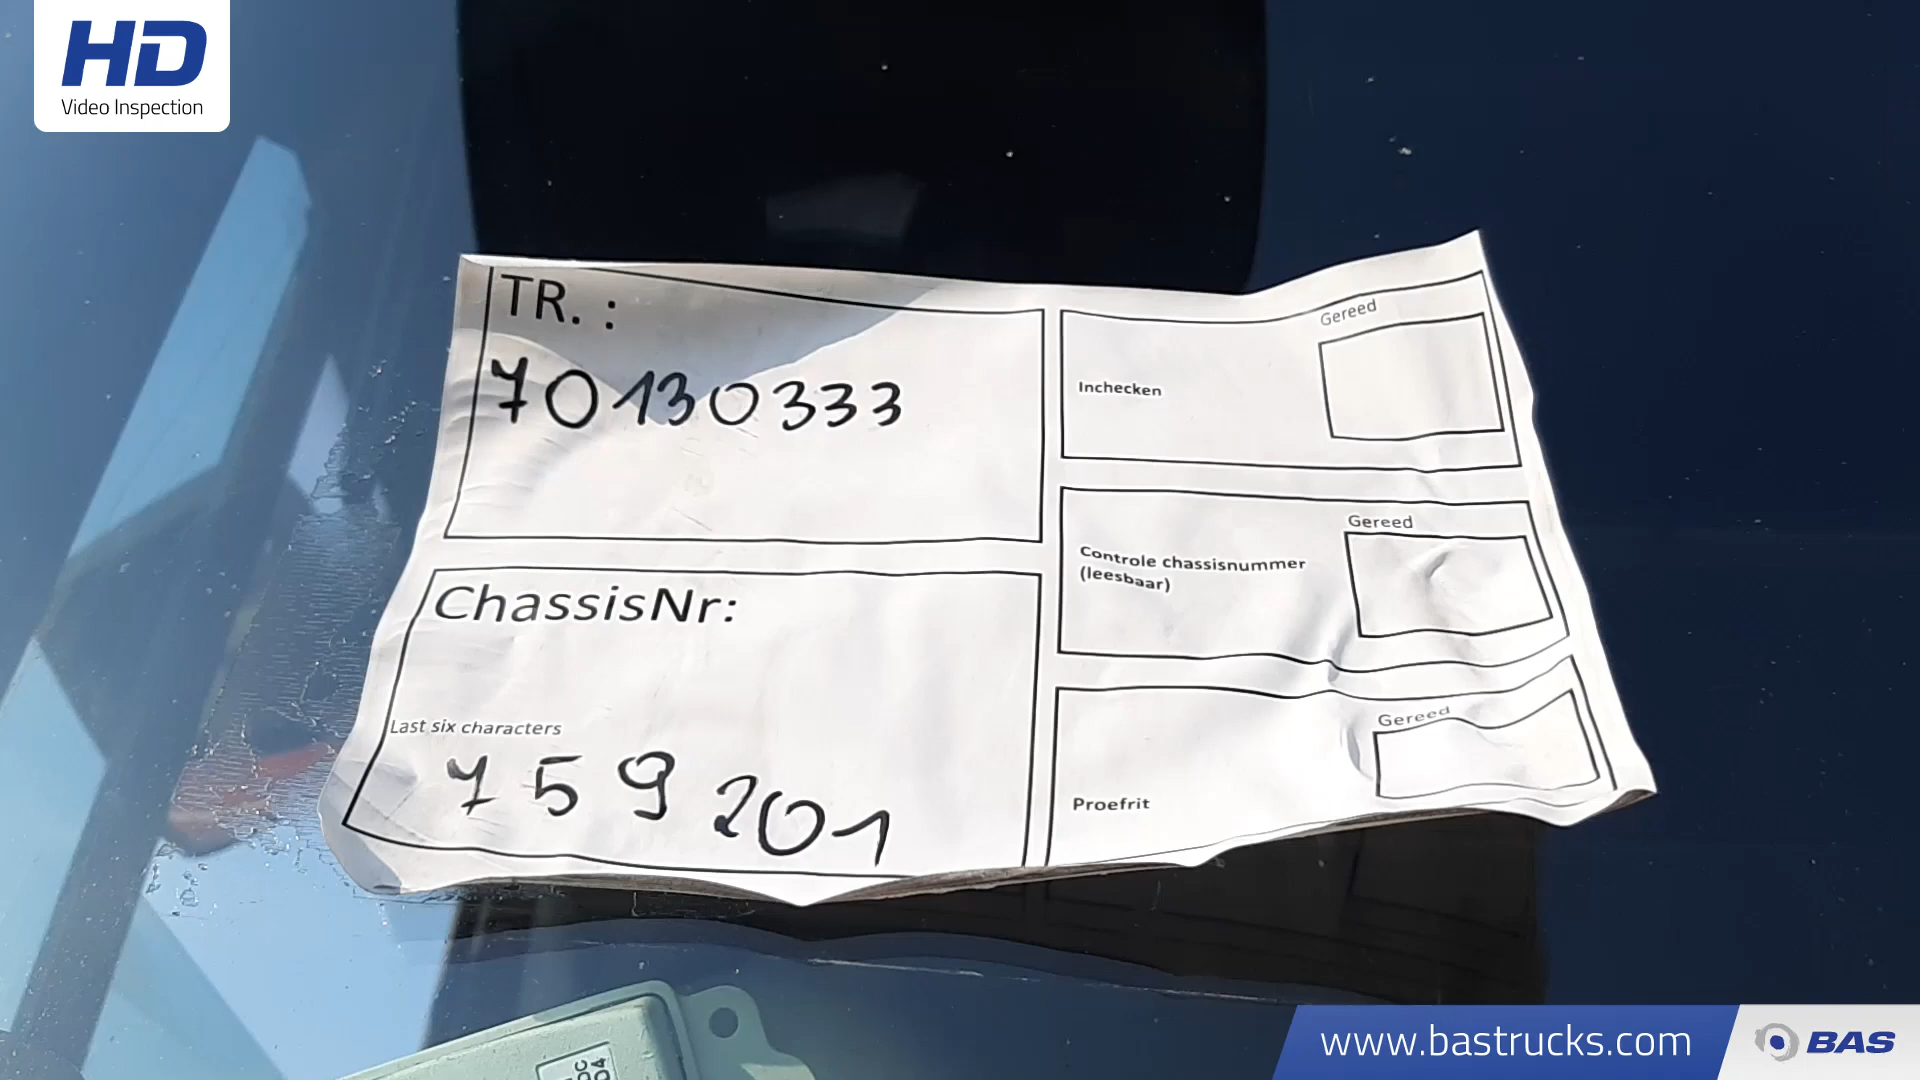 HD
Video Inspection
TR. :
70130333
ChassisNr:
Last six characters
759201
Gereed
Inchecken
Gereed
Controle chassisnummer
(leesbaar)
Gereed
Proefrit
www.bastrucks.com
BAS